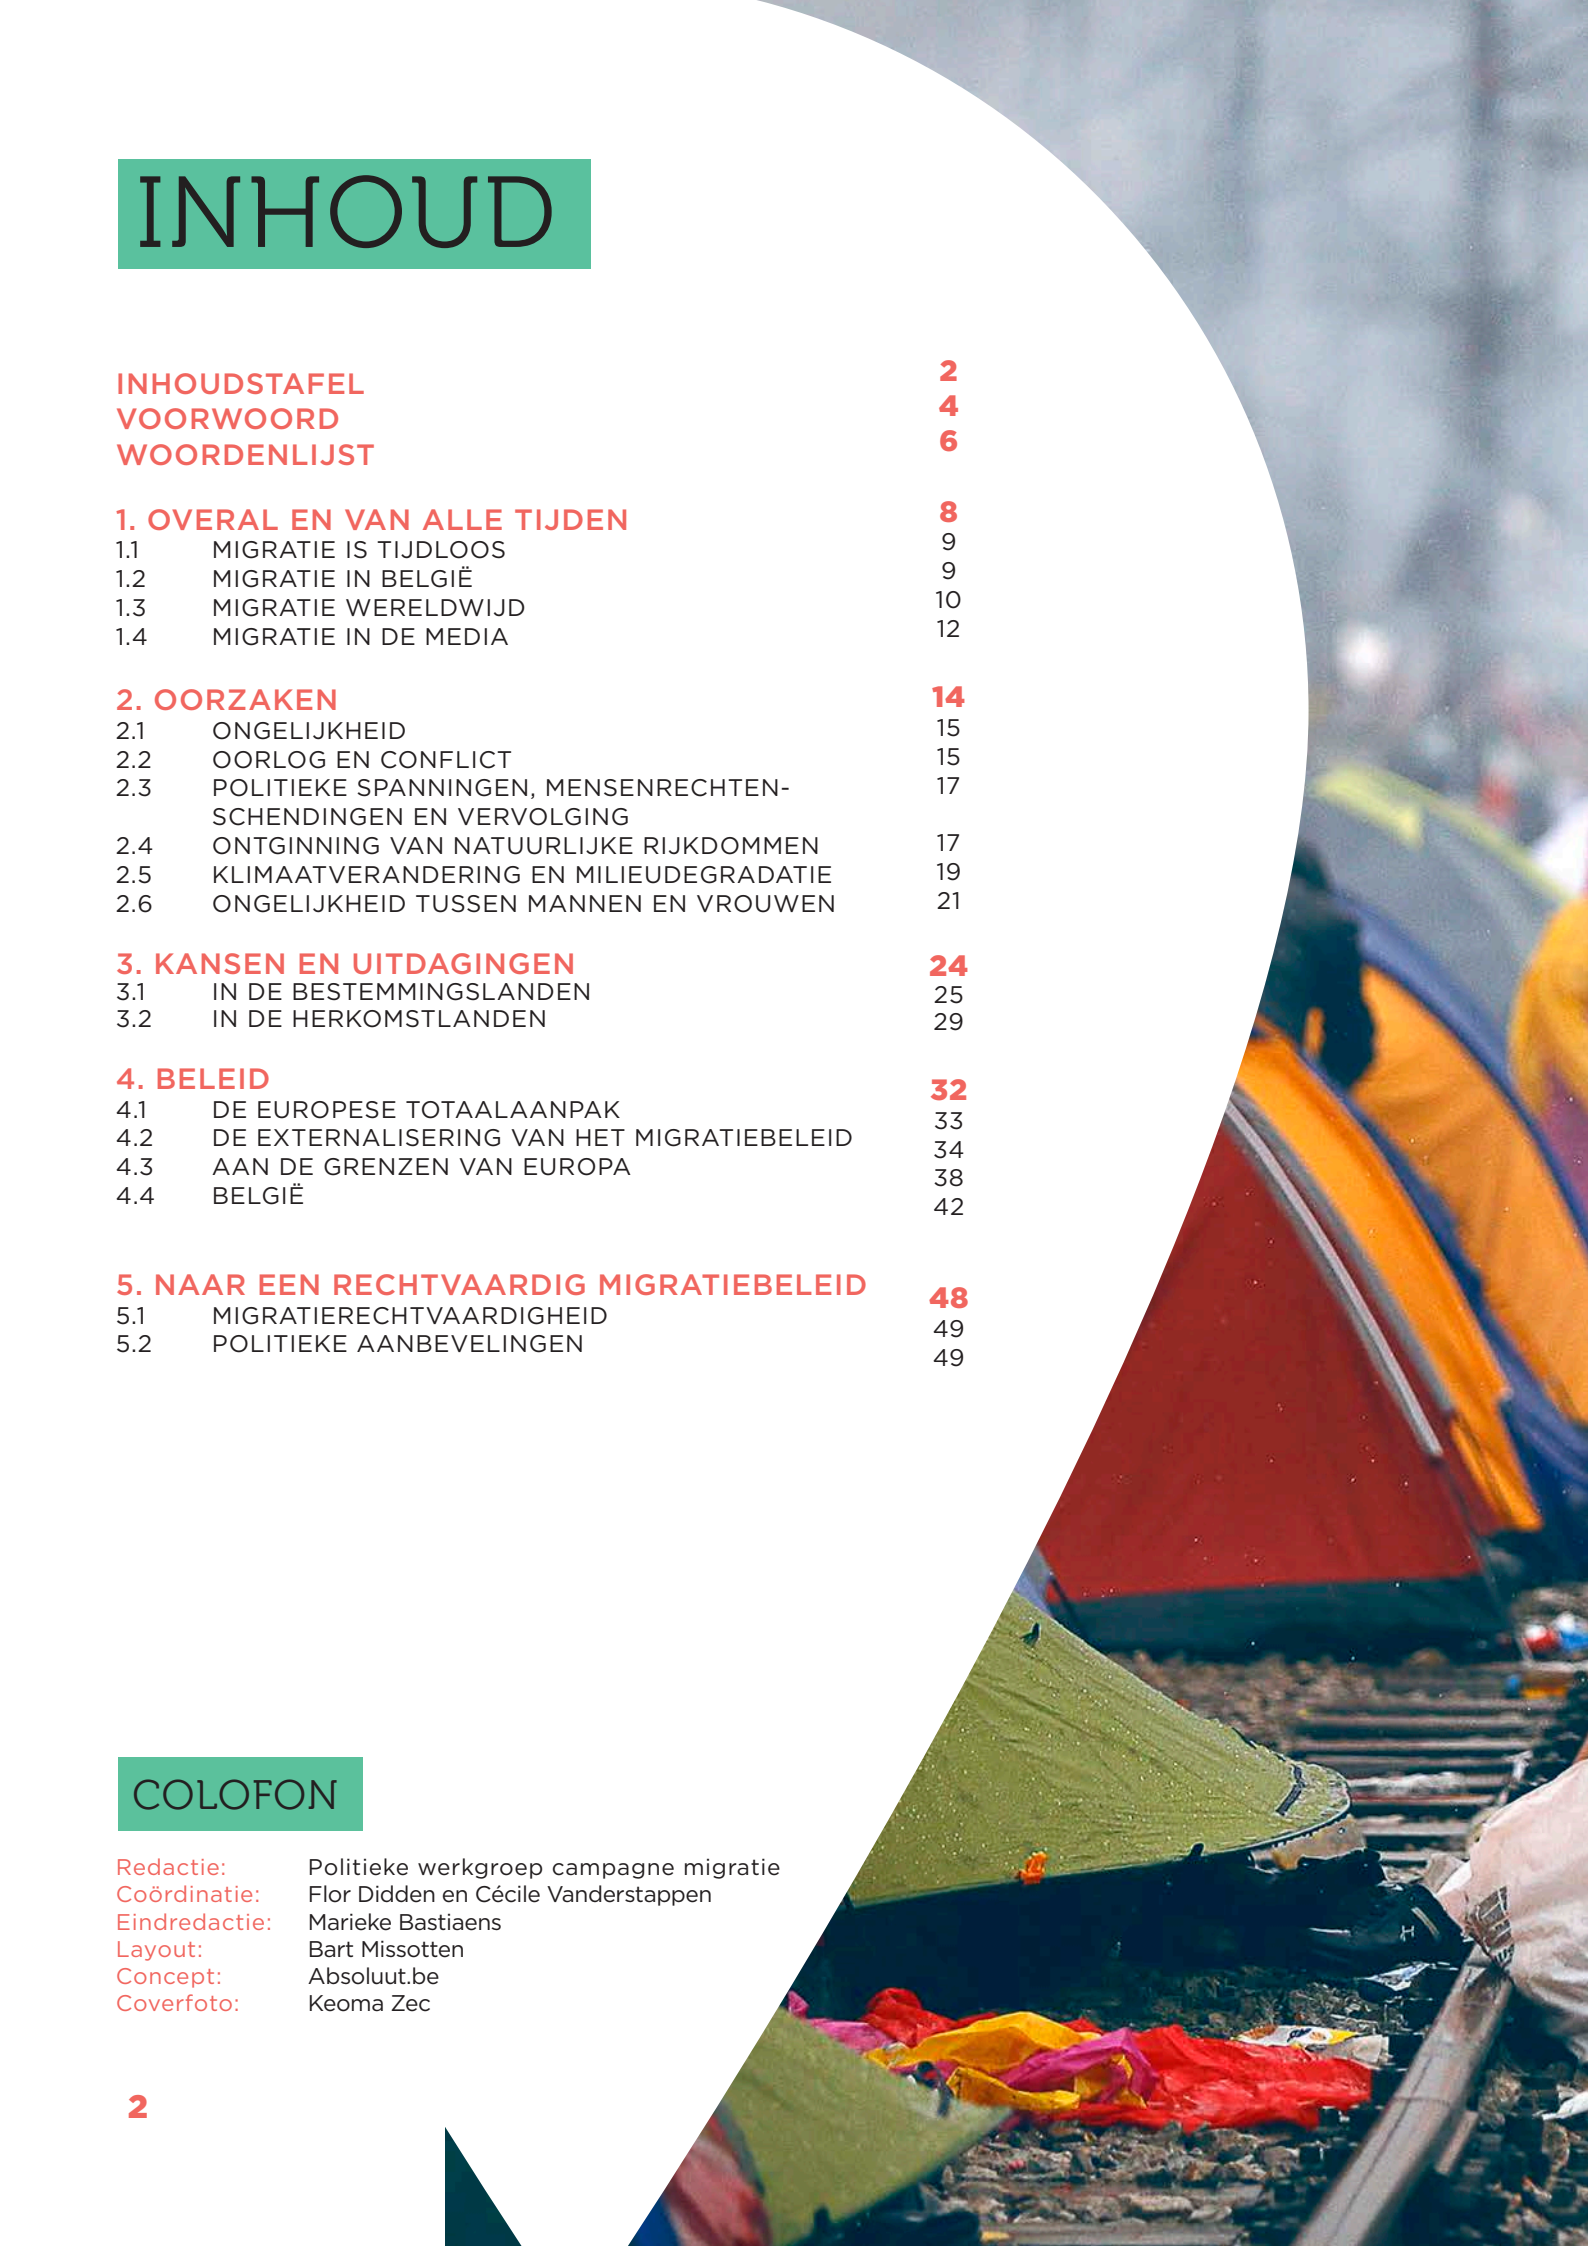 INHOUD
INHOUDSTAFEL 2
VOORWOORD 4
WOORDENLIJST 6
1. OVERAL EN VAN ALLE TIJDEN 8
1.1 MIGRATIE IS TIJDLOOS 9
1.2 MIGRATIE IN BELGIË 9
1.3 MIGRATIE WERELDWIJD 10
1.4 MIGRATIE IN DE MEDIA 12
2. OORZAKEN 14
2.1 ONGELIJKHEID 15
2.2 OORLOG EN CONFLICT 15
2.3 POLITIEKE SPANNINGEN, MENSENRECHTEN- 17
SCHENDINGEN EN VERVOLGING
2.4 ONTGINNING VAN NATUURLIJKE RIJKDOMMEN 17
2.5 KLIMAATVERANDERING EN MILIEUDEGRADATIE 19
2.6 ONGELIJKHEID TUSSEN MANNEN EN VROUWEN 21
3. KANSEN EN UITDAGINGEN 24
3.1 IN DE BESTEMMINGSLANDEN 25
3.2 IN DE HERKOMSTLANDEN 29
4. BELEID 32
4.1 DE EUROPESE TOTAALAANPAK 33
4.2 DE EXTERNALISERING VAN HET MIGRATIEBELEID 34
4.3 AAN DE GRENZEN VAN EUROPA 38
4.4 BELGIË 42
5. NAAR EEN RECHTVAARDIG MIGRATIEBELEID 48
5.1 MIGRATIERECHTVAARDIGHEID 49
5.2 POLITIEKE AANBEVELINGEN 49
COLOFON
Redactie: Politieke werkgroep campagne migratie
Coördinatie: Flor Didden en Cécile Vanderstappen
Eindredactie: Marieke Bastiaens
Layout: Bart Missotten
Concept: Absoluut.be
Coverfoto: Keoma Zec
2